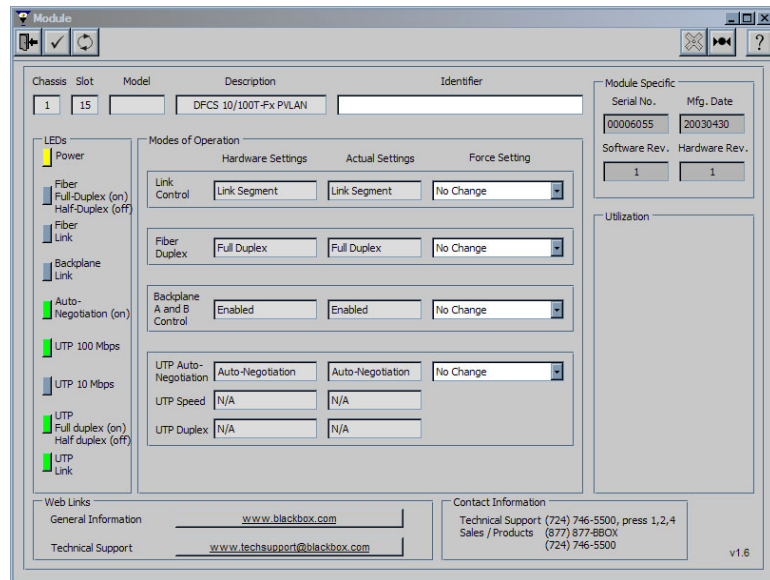 Module
?
Chassis Slot Model Description Identifier
1 15 DFCS 10/100T-Fx PVLAN
Module Specific
Serial No. Mfg. Date
00006055 20030430
Software Rev. Hardware Rev.
1 1
LEDs
Power
Fiber
Full-Duplex (on)
Half-Duplex (off)
Fiber
Link
Backplane
Link
Auto-
Negotiation (on)
UTP 100 Mbps
UTP 10 Mbps
UTP
Full duplex (on)
Half duplex (off)
UTP
Link
Modes of Operation
Hardware Settings Actual Settings Force Setting
Link
Control
Link Segment Link Segment No Change
Fiber
Duplex
Full Duplex Full Duplex No Change
Backplane
A and B
Control
Enabled Enabled No Change
UTP Auto-
Negotiation
Auto-Negotiation Auto-Negotiation No Change
UTP Speed N/A N/A
UTP Duplex N/A N/A
Utilization
Web Links
General Information www.blackbox.com
Technical Support www.techsupport@blackbox.com
Contact Information
Technical Support (724) 746-5500, press 1,2,4
Sales / Products (877) 877-BBOX
(724) 746-5500
v1.6